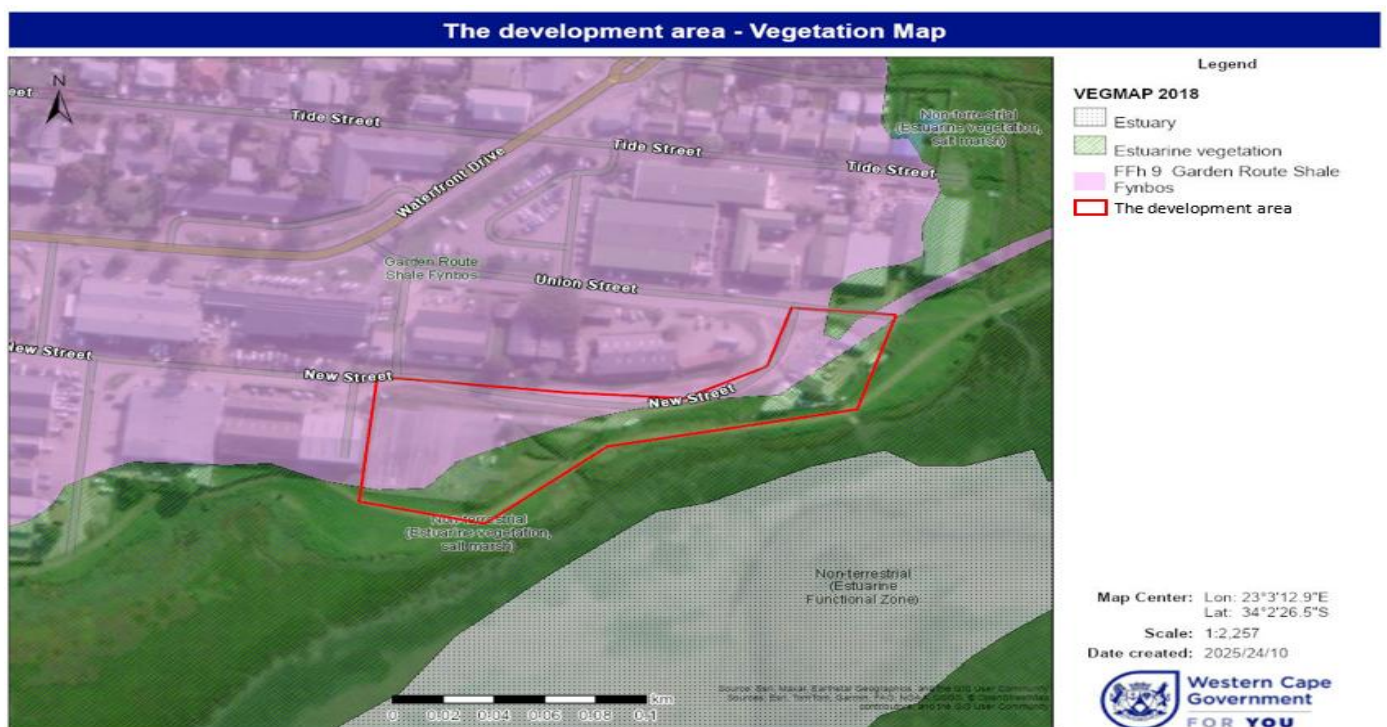 The development area - Vegetation Map
N
eet
Tide Street
Tide Street
Tide Street
Waterfront Drive
Non-terrestrial
(Estuarine vegetation,
salt marsh)
Garden Route
Shale Fynbos
Union Street
New Street
New Street
New Street
Non-terrestrial
(Estuarine vegetation,
salt marsh)
Non-terrestrial
(Estuarine
Functional Zone)
km
0 0.02 0.04 0.06 0.08 0.1
Legend
VEGMAP 2018
Estuary
Estuarine vegetation
FFh 9 Garden Route Shale
Fynbos
The development area
Map Center: Lon: 23°3'12.9"E
Lat: 34°2'26.5"S
Scale: 1:2,257
Date created: 2025/24/10
Western Cape
Government
FOR YOU